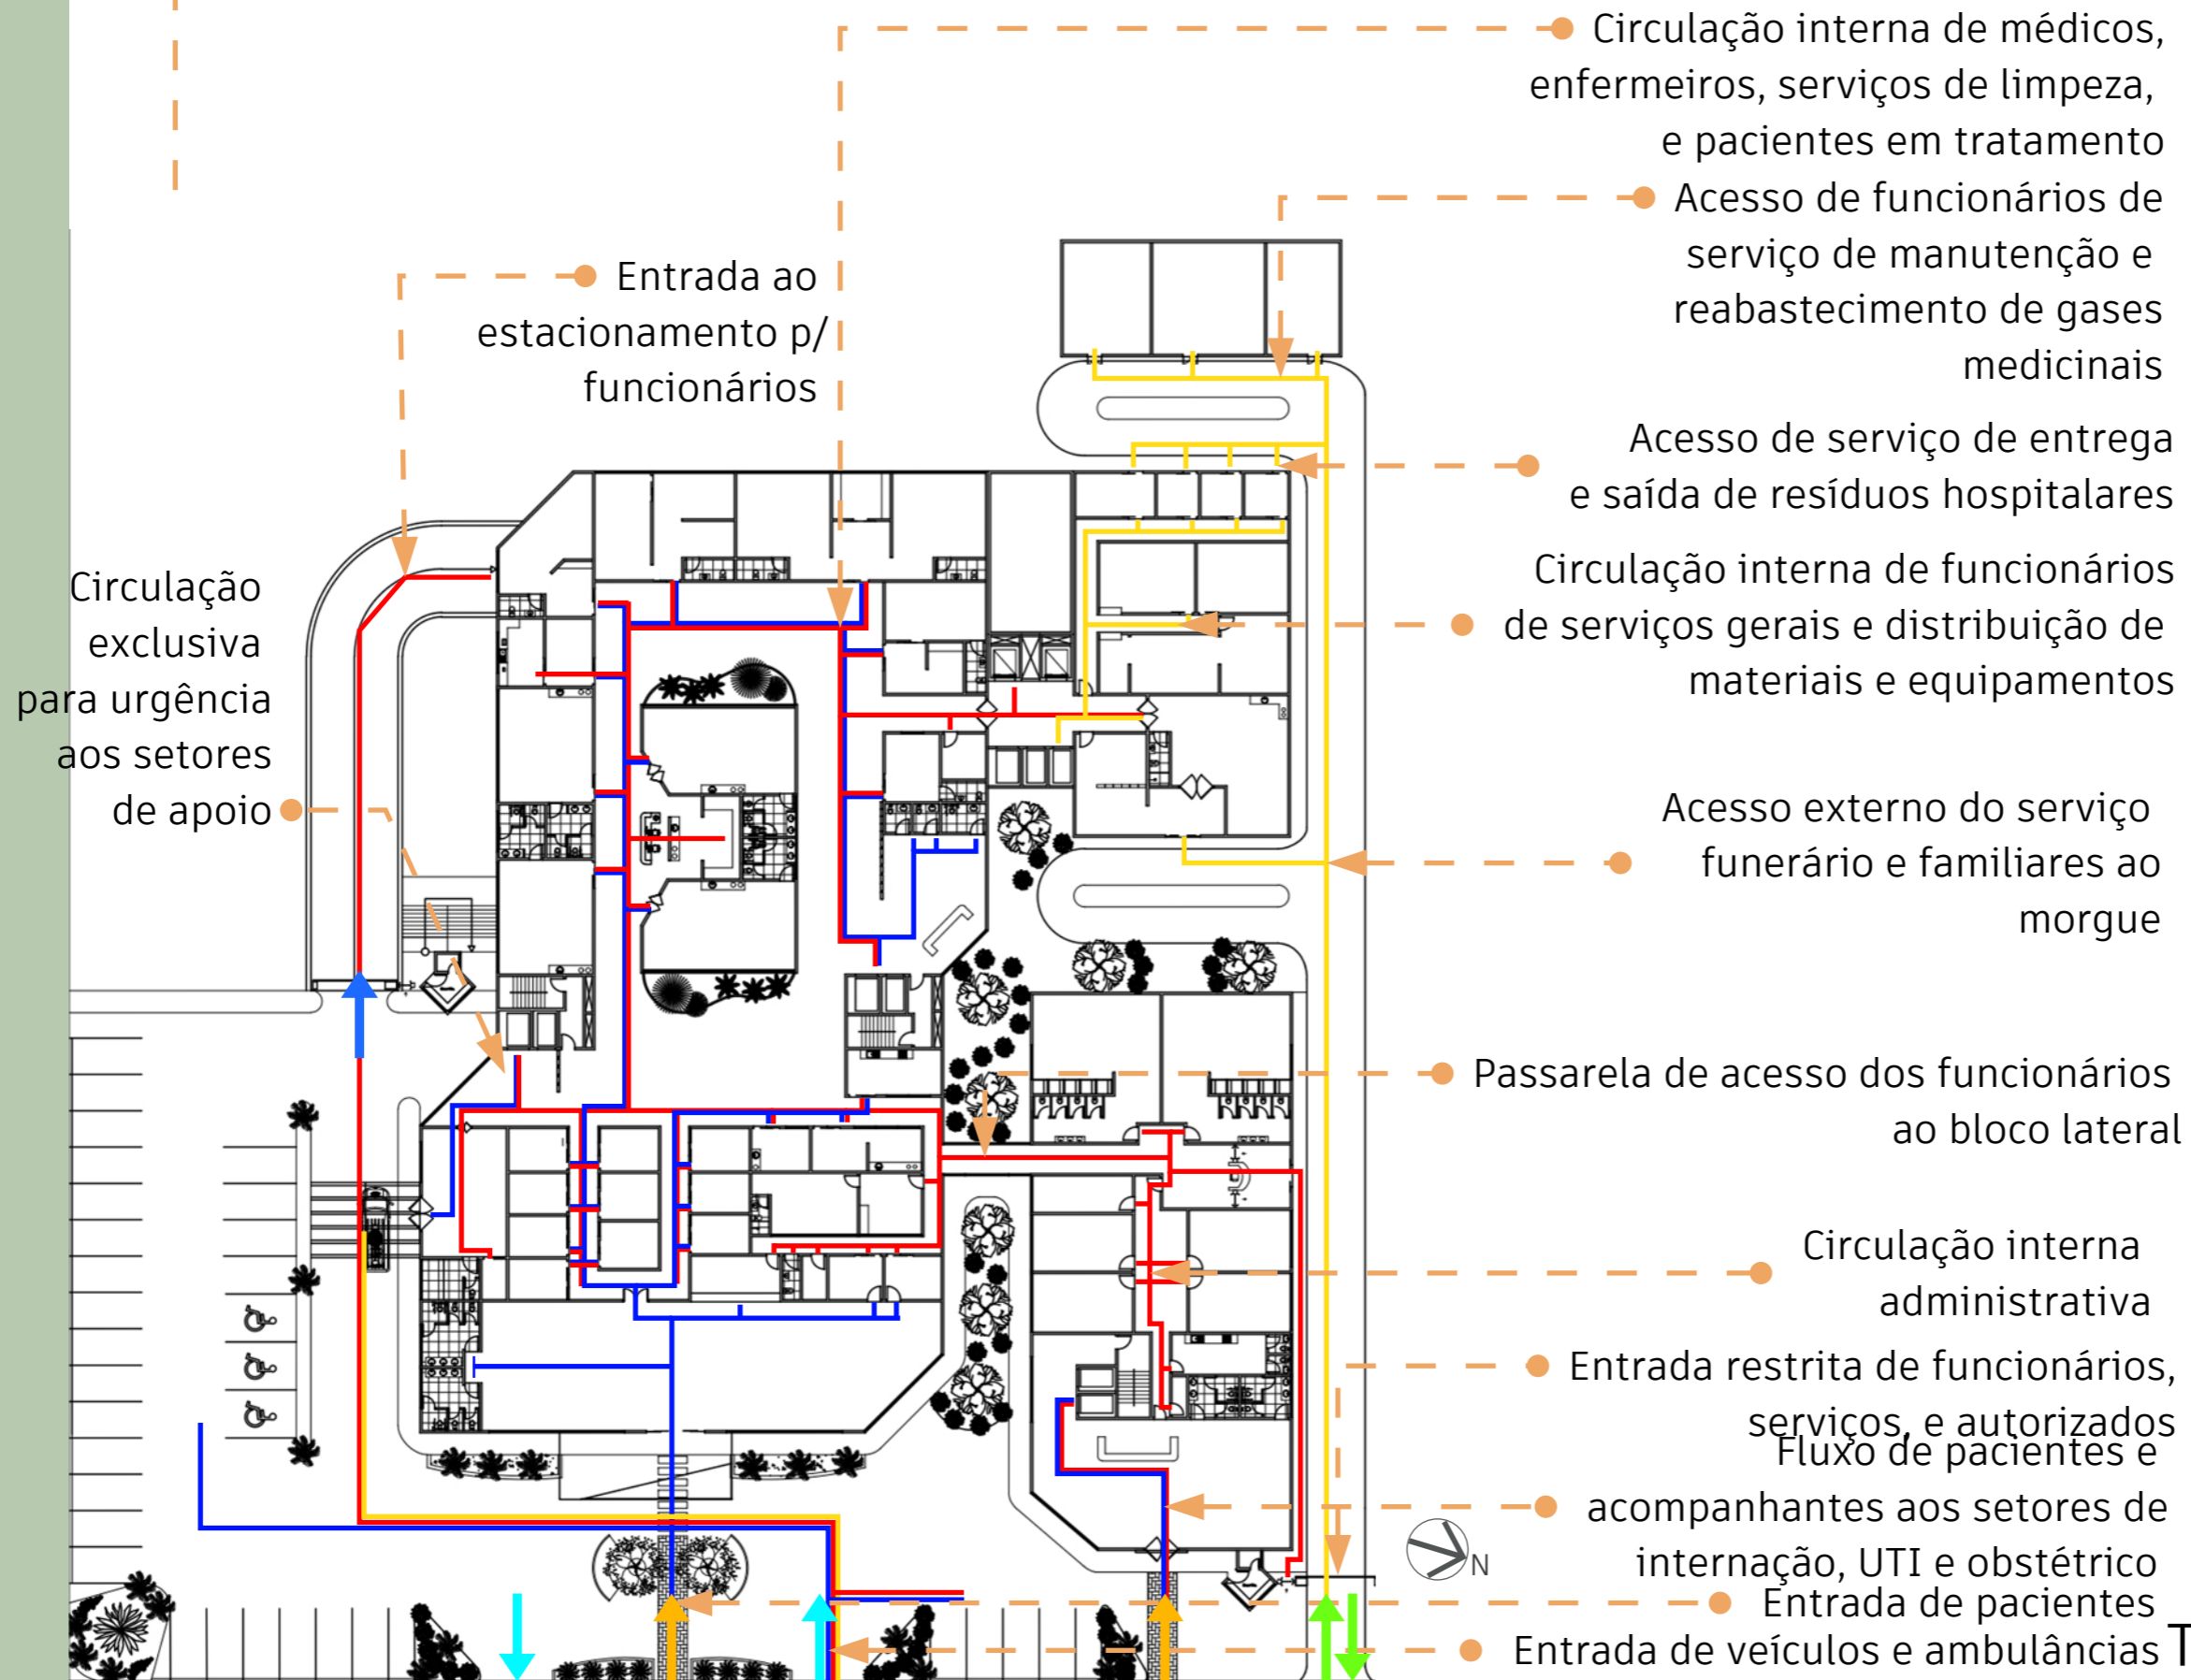 Circulação interna de médicos,
enfermeiros, serviços de limpeza,
e pacientes em tratamento
Acesso de funcionários de
serviço de manutenção e
reabastecimento de gases
medicinais
Entrada ao
estacionamento p/
funcionários
Acesso de serviço de entrega
e saída de resíduos hospitalares
Circulação
exclusiva
para urgência
aos setores
de apoio
Circulação interna de funcionários
de serviços gerais e distribuição de
materiais e equipamentos
Acesso externo do serviço
funerário e familiares ao
morgue
Passarela de acesso dos funcionários
ao bloco lateral
Circulação interna
administrativa
Entrada restrita de funcionários,
serviços, e autorizados
Fluxo de pacientes e
acompanhantes aos setores de
internação, UTI e obstétrico
N
Entrada de pacientes
Entrada de veículos e ambulâncias
T